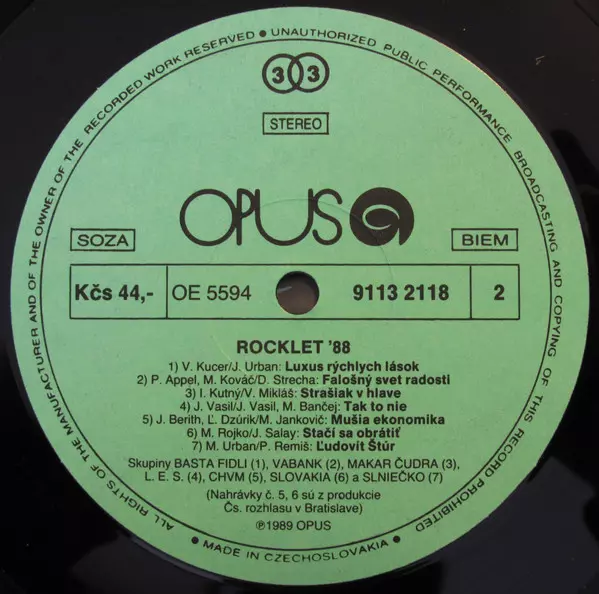 ALL RIGHTS OF THE MANUFACTURER AND OF THE OWNER OF THE RECORDED WORK RESERVED • UNAUTHORIZED PUBLIC PERFORMANCE BROADCASTING AND COPYING OF THIS RECORD PROHIBITED
33
STEREO
OPUS
SOZA
BIEM
Kčs 44,- OE 5594 9113 2118 2
ROCKLET '88
1) V. Kucer/J. Urban: Luxus rýchlych lások
2) P. Appel, M. Kováč/D. Strecha: Falošný svet radosti
3) I. Kutný/V. Mikláš: Strašiak v hlave
4) J. Vasil/J. Vasil, M. Bančej: Tak to nie
5) J. Berith, Ľ. Dzúrik/M. Jankovič: Mušia ekonomika
6) M. Rojko/J. Salay: Stačí sa obrátiť
7) M. Urban/P. Remiš: Ľudovít Štúr
Skupiny BASTA FIDLI (1), VABANK (2), MAKAR ČUDRA (3),
L. E. S. (4), CHVM (5), SLOVAKIA (6) a SLNIEČKO (7)
(Nahrávky č. 5, 6 sú z produkcie
Čs. rozhlasu v Bratislave)
℗1989 OPUS
• MADE IN CZECHOSLOVAKIA •